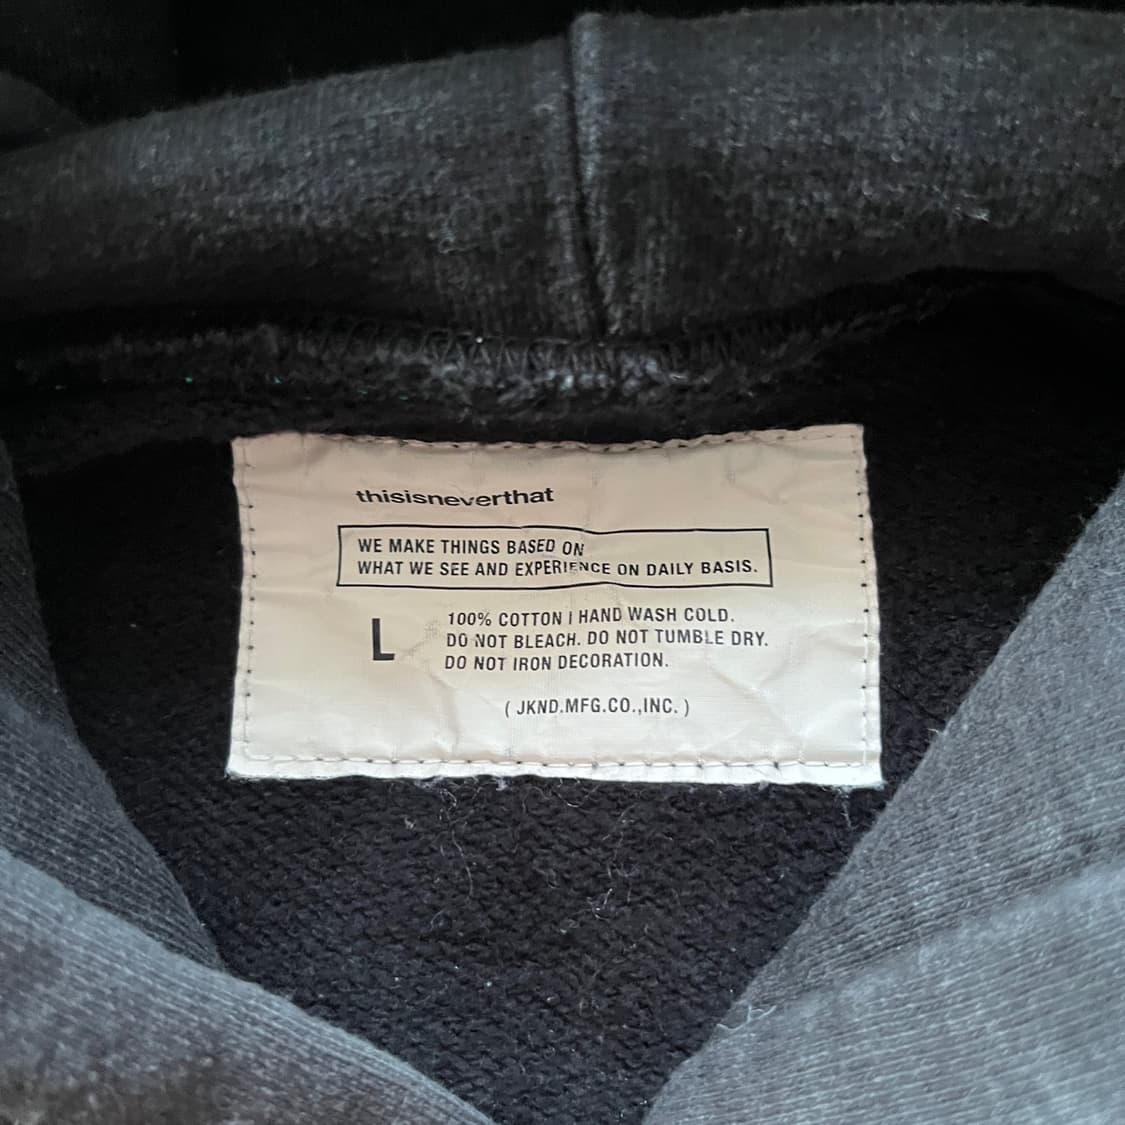 thisisneverthat
WE MAKE THINGS BASED ON
WHAT WE SEE AND EXPERIENCE ON DAILY BASIS.
L
100% COTTON | HAND WASH COLD.
DO NOT BLEACH. DO NOT TUMBLE DRY.
DO NOT IRON DECORATION.
( JKND.MFG.CO.,INC. )